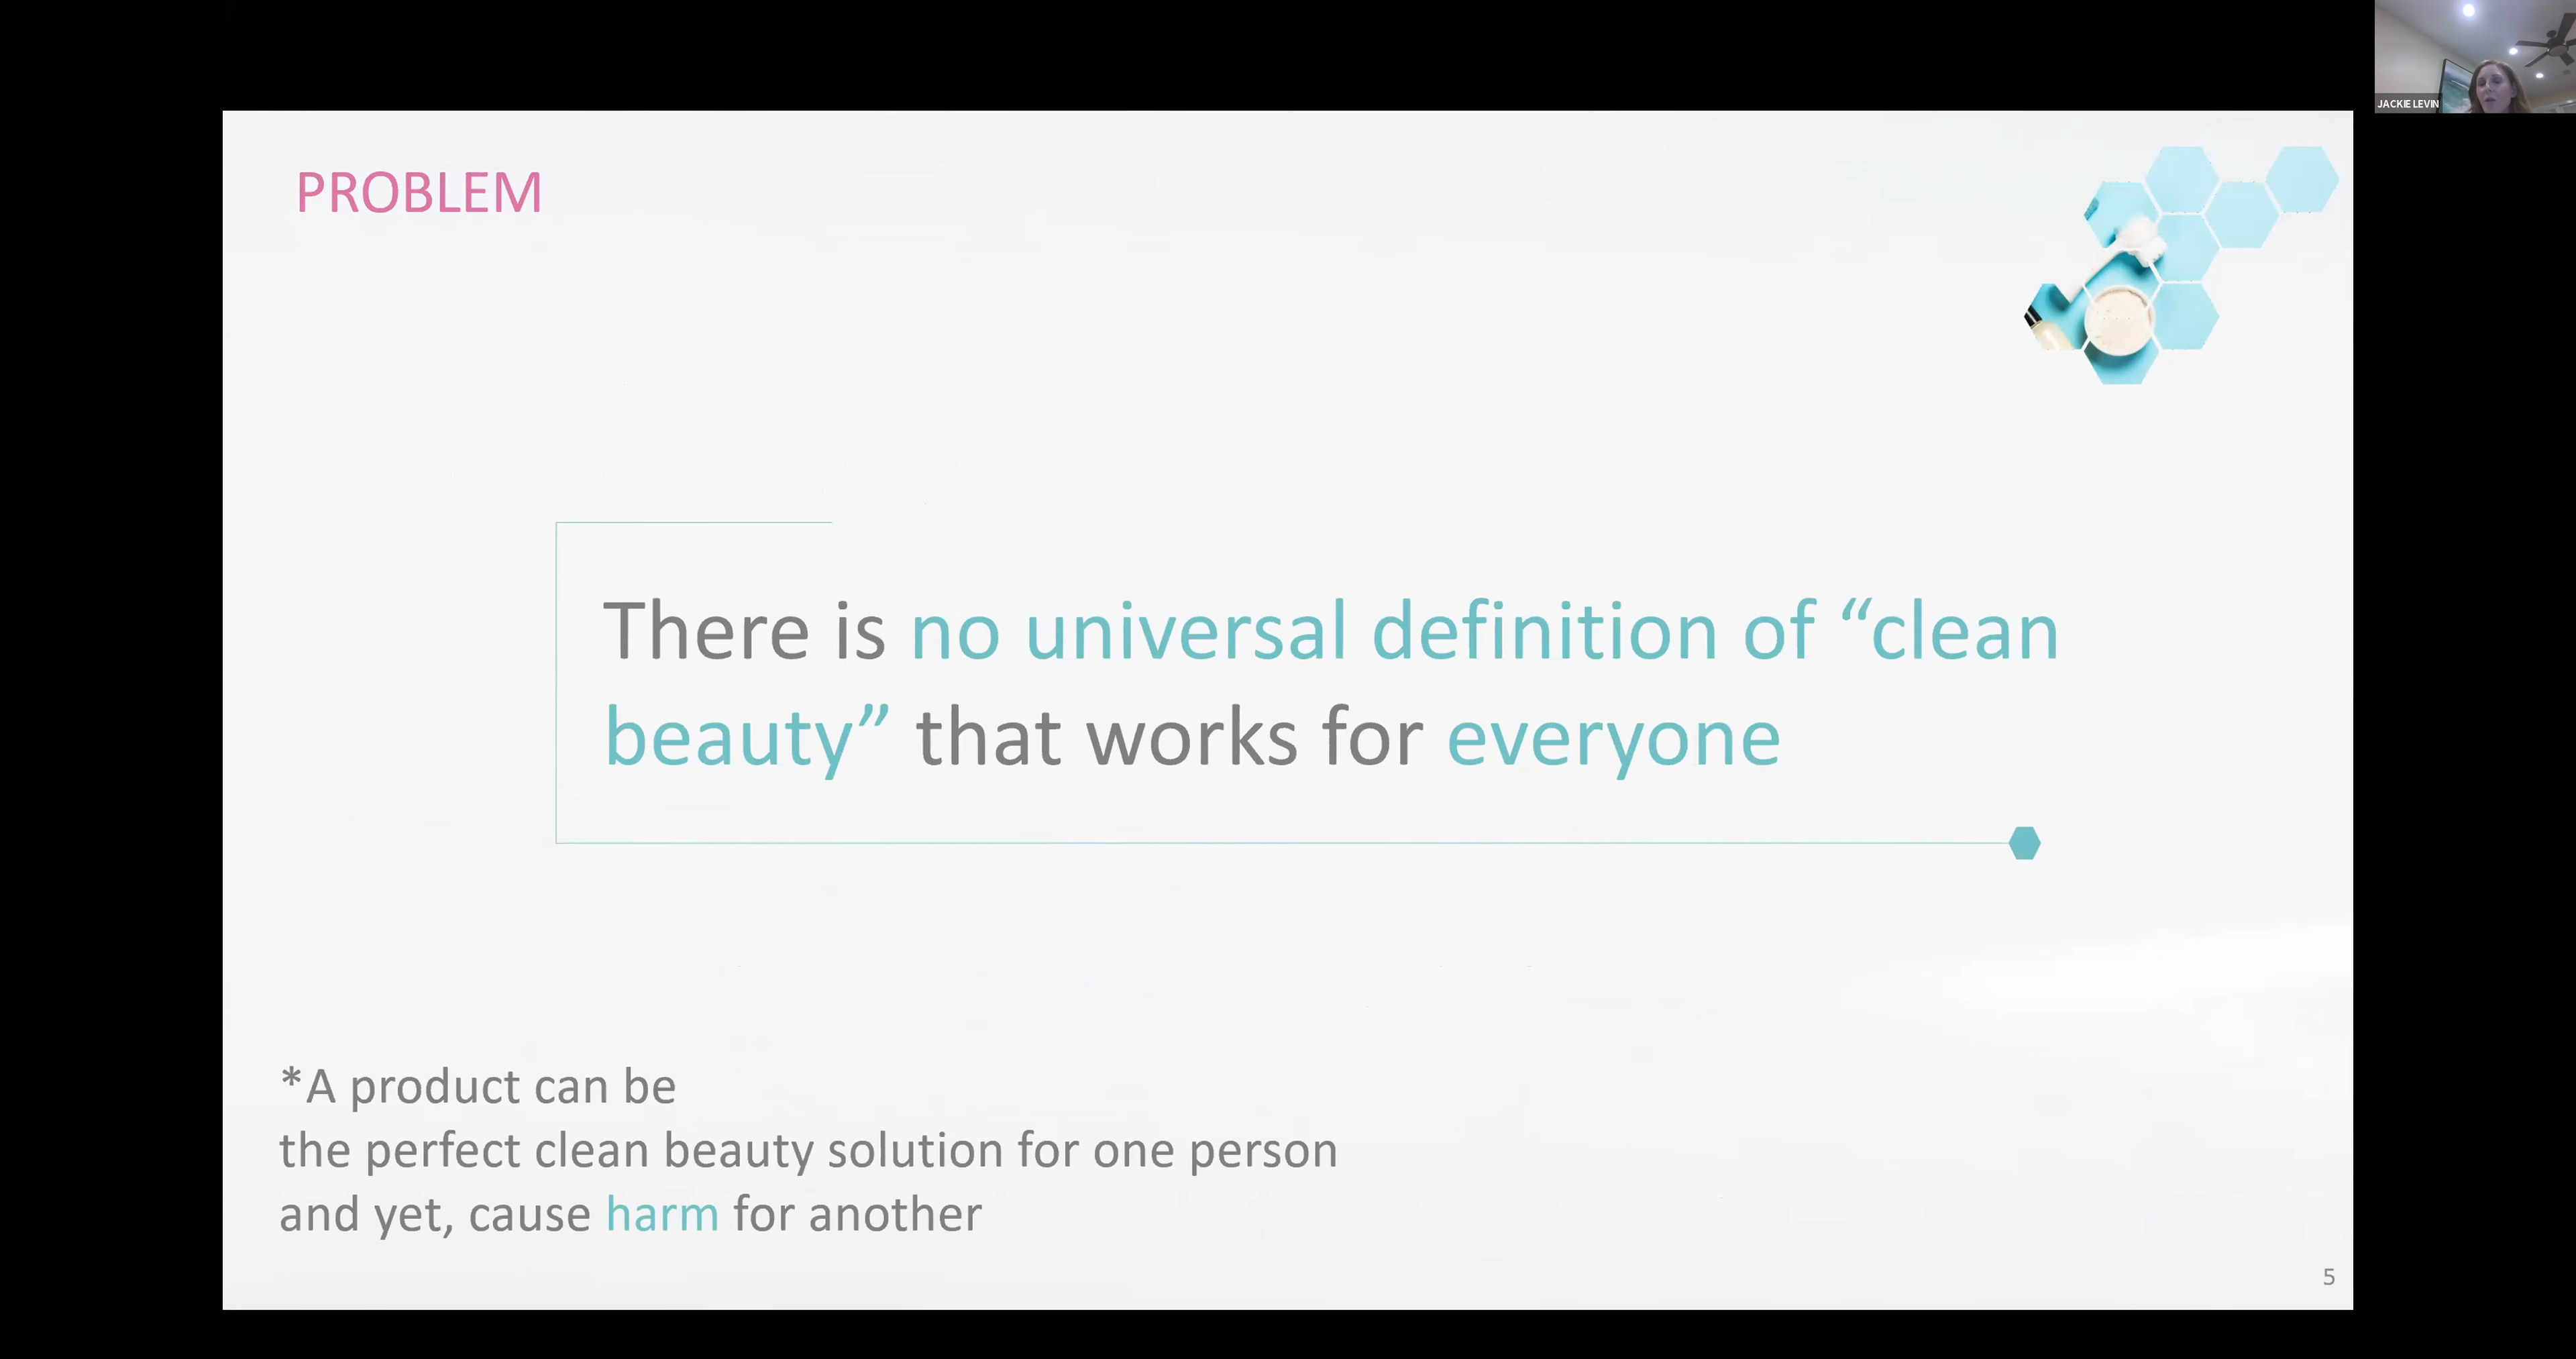 JACKIE LEVIN
PROBLEM
There is no universal definition of “clean
beauty” that works for everyone
*A product can be
the perfect clean beauty solution for one person
and yet, cause harm for another
5